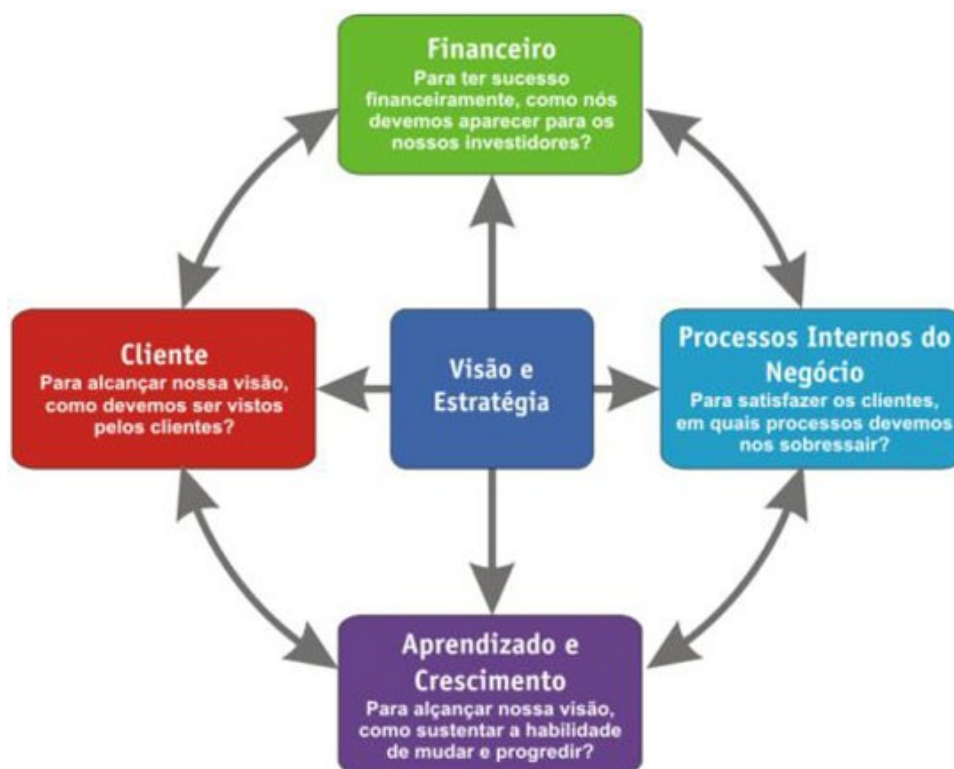 Financeiro
Para ter sucesso
financeiramente, como nós
devemos aparecer para os
nossos investidores?
Cliente
Para alcançar nossa visão,
como devemos ser vistos
pelos clientes?
Visão e
Estratégia
Processos Internos do
Negócio
Para satisfazer os clientes,
em quais processos devemos
nos sobressair?
Aprendizado e
Crescimento
Para alçançar nossa visão,
como sustentar a habilidade
de mudar e progredir?